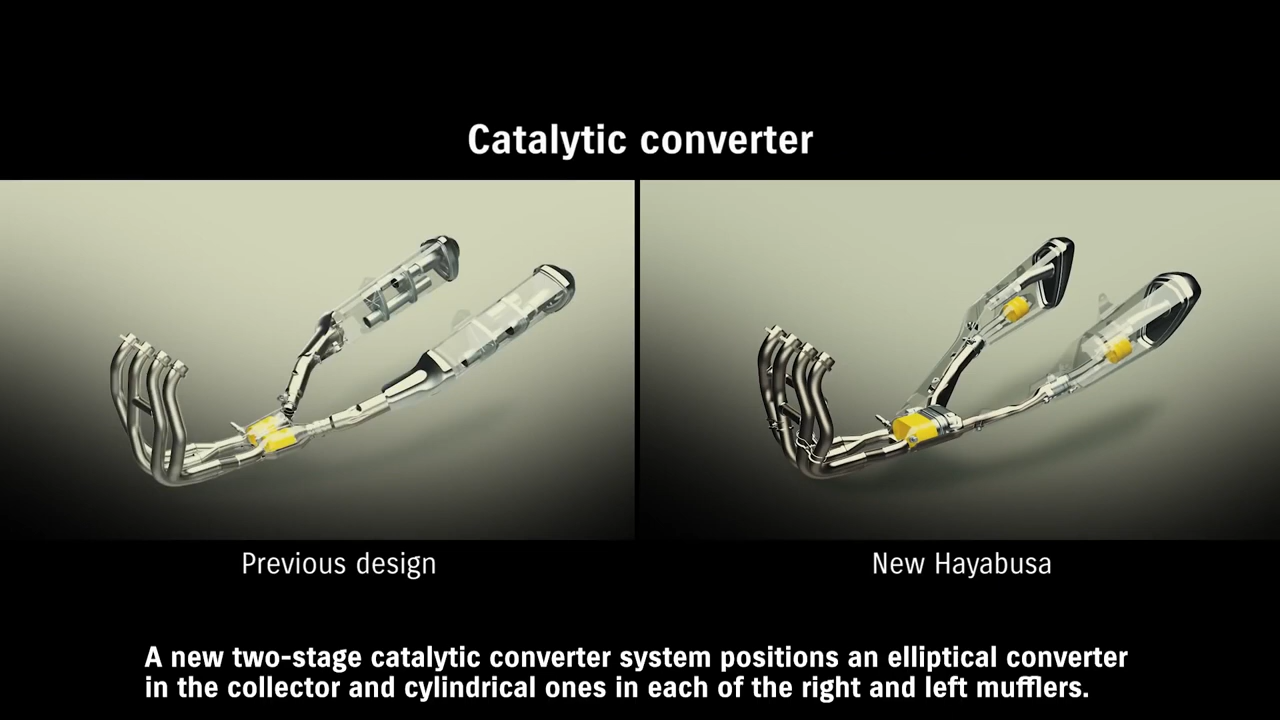 Catalytic converter
Previous design
New Hayabusa
A new two-stage catalytic converter system positions an elliptical converter
in the collector and cylindrical ones in each of the right and left mufflers.